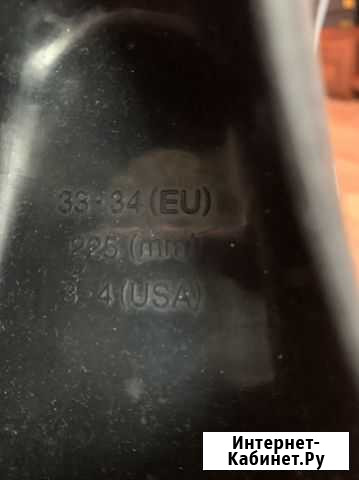 33-34 (EU)
225 (mm)
3-4 (USA)
Интернет-
Кабинет.Ру